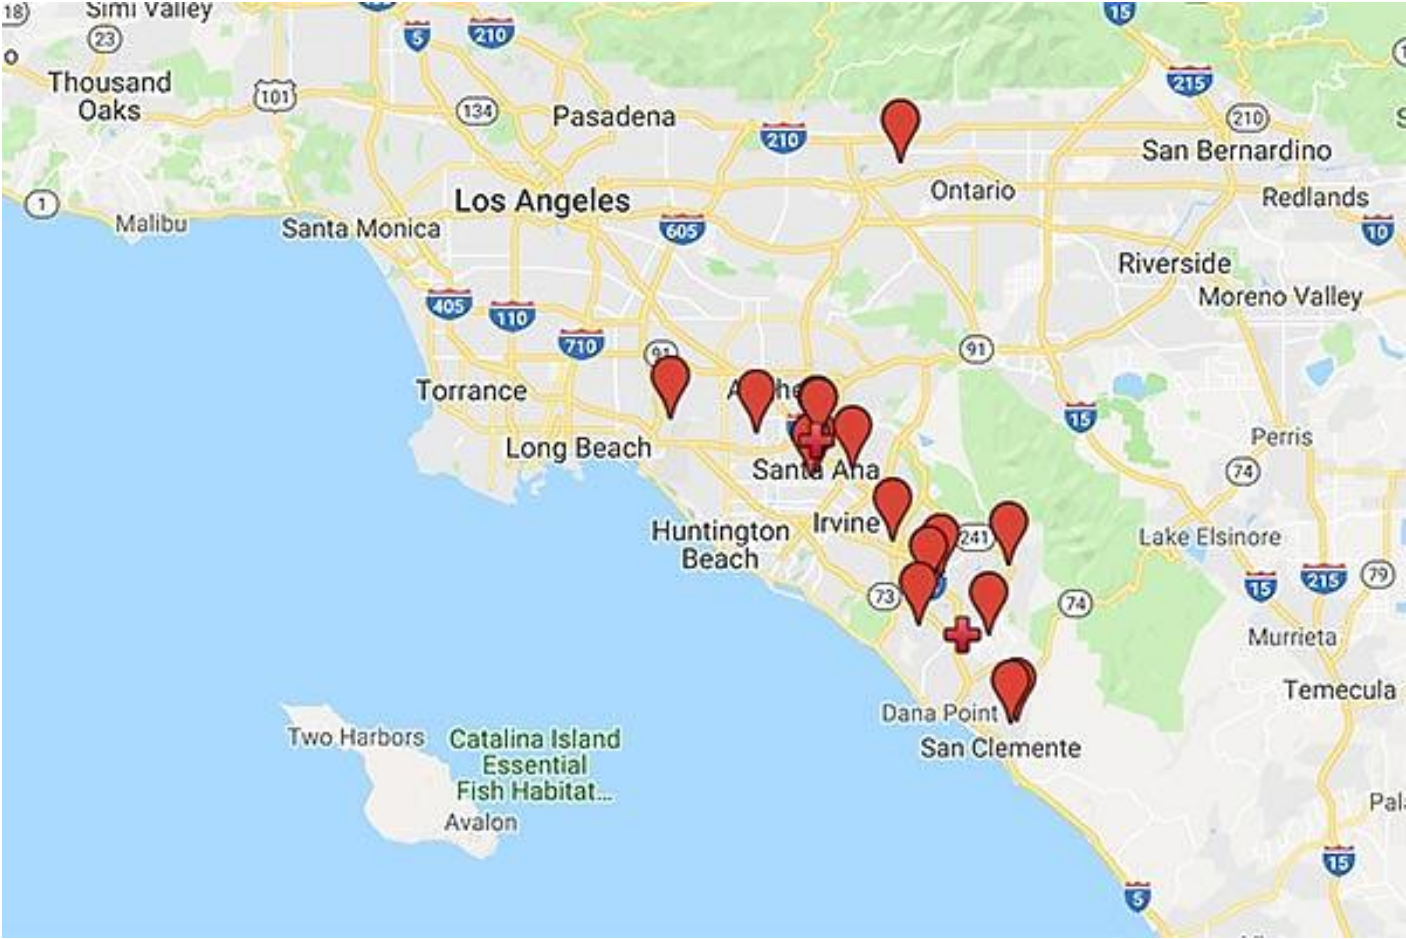 18
Simi Valley
23
5
210
15
Thousand
Oaks
101
134
Pasadena
210
215
210
San Bernardino
Los Angeles
Ontario
Redlands
1
Malibu
Santa Monica
605
10
Riverside
Moreno Valley
405
110
710
91
91
Torrance
15
Long Beach
Perris
Santa Ana
74
Huntington
Beach
Irvine
241
Lake Elsinore
73
74
15
215
79
Murrieta
Temecula
Dana Point
San Clemente
Two Harbors
Catalina Island
Essential
Fish Habitat...
Avalon
15
5